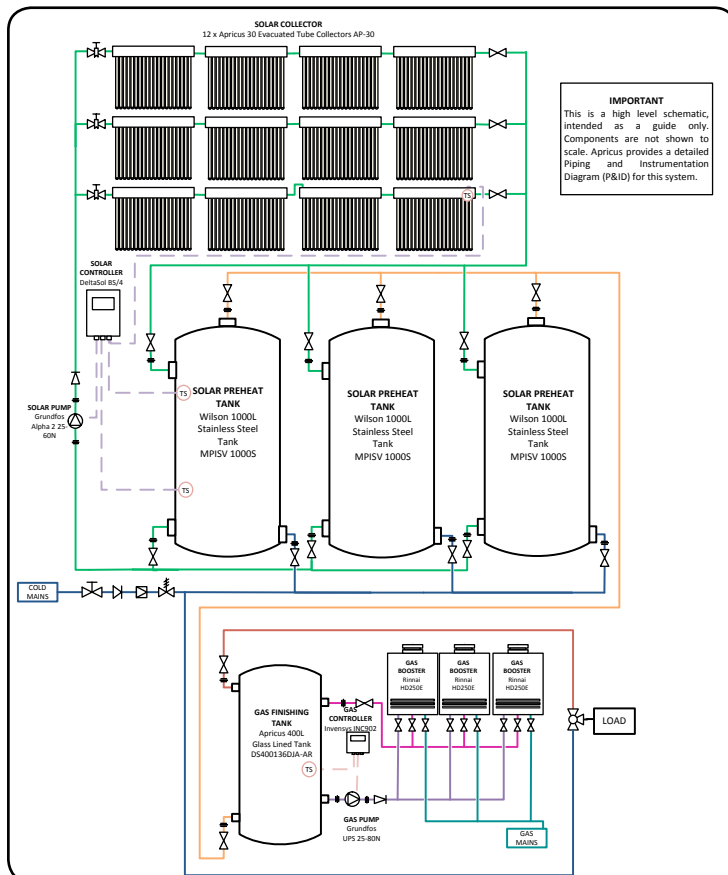 SOLAR COLLECTOR
12 x Apricus 30 Evacuated Tube Collectors AP-30
IMPORTANT
This is a high level schematic,
intended as a guide only.
Components are not shown to
scale. Apricus provides a detailed
Piping and Instrumentation
Diagram (P&ID) for this system.
TS
SOLAR
CONTROLLER
DeltaSol BS/4
SOLAR PREHEAT
TANK
Wilson 1000L
Stainless Steel
Tank
MPISV 1000S
SOLAR PREHEAT
TANK
Wilson 1000L
Stainless Steel
Tank
MPISV 1000S
SOLAR PREHEAT
TANK
Wilson 1000L
Stainless Steel
Tank
MPISV 1000S
TS
TS
SOLAR PUMP
Grundfos
Alpha 2 25-
60N
COLD
MAINS
GAS FINISHING
TANK
Apricus 400L
Glass Lined Tank
DS400136DJA-AR
TS
GAS
CONTROLLER
Invensys INC902
GAS
BOOSTER
Rinnai
HD250E
GAS
BOOSTER
Rinnai
HD250E
GAS
BOOSTER
Rinnai
HD250E
LOAD
GAS PUMP
Grundfos
UPS 25-80N
GAS
MAINS